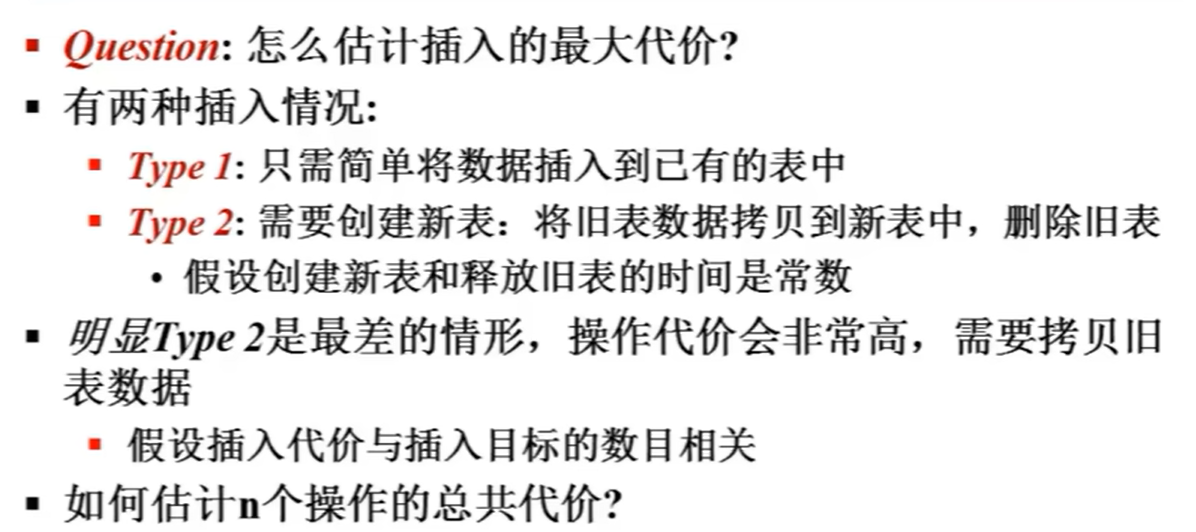 Question: 怎么估计插入的最大代价?
有两种插入情况:
Type 1: 只需简单将数据插入到已有的表中
Type 2: 需要创建新表：将旧表数据拷贝到新表中，删除旧表
假设创建新表和释放旧表的时间是常数
明显Type 2是最差的情形，操作代价会非常高，需要拷贝旧
表数据
假设插入代价与插入目标的数目相关
如何估计n个操作的总共代价?